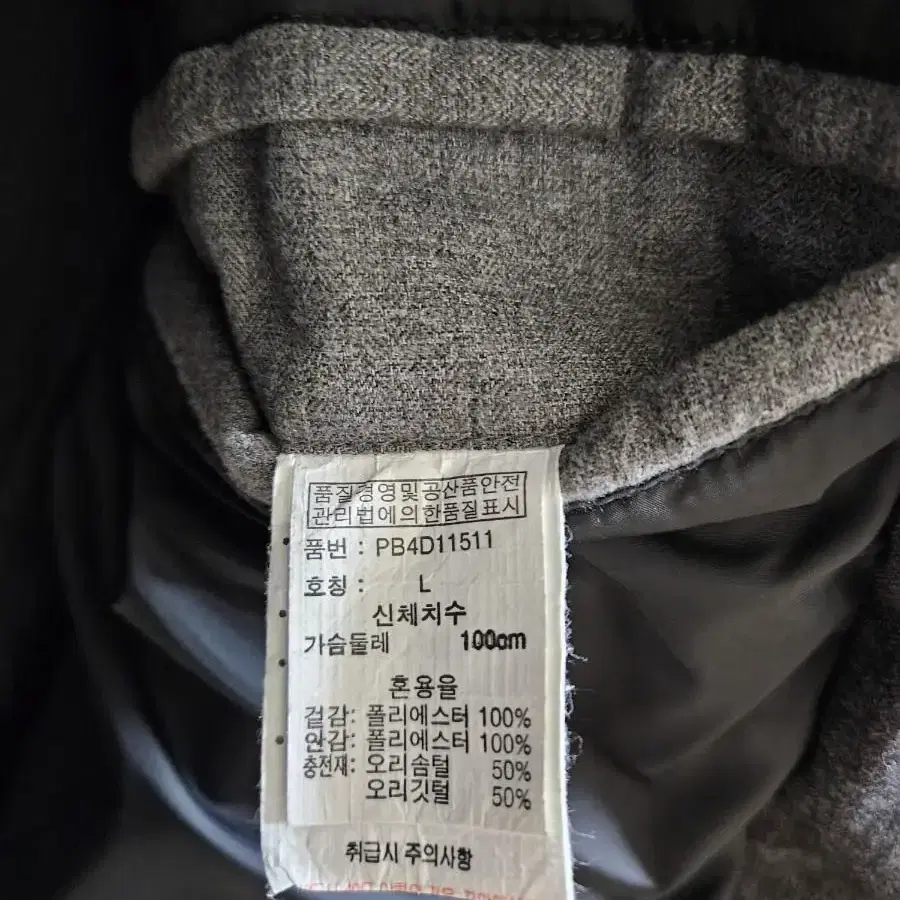 품질경영및공산품안전
관리법에의한품질표시
품번 : PB4D11511
호칭 : L
신체치수
가슴둘레 100cm
혼용율
겉감: 폴리에스터 100%
안감: 폴리에스터 100%
충전재: 오리솜털 50%
오리깃털 50%
취급시 주의사항